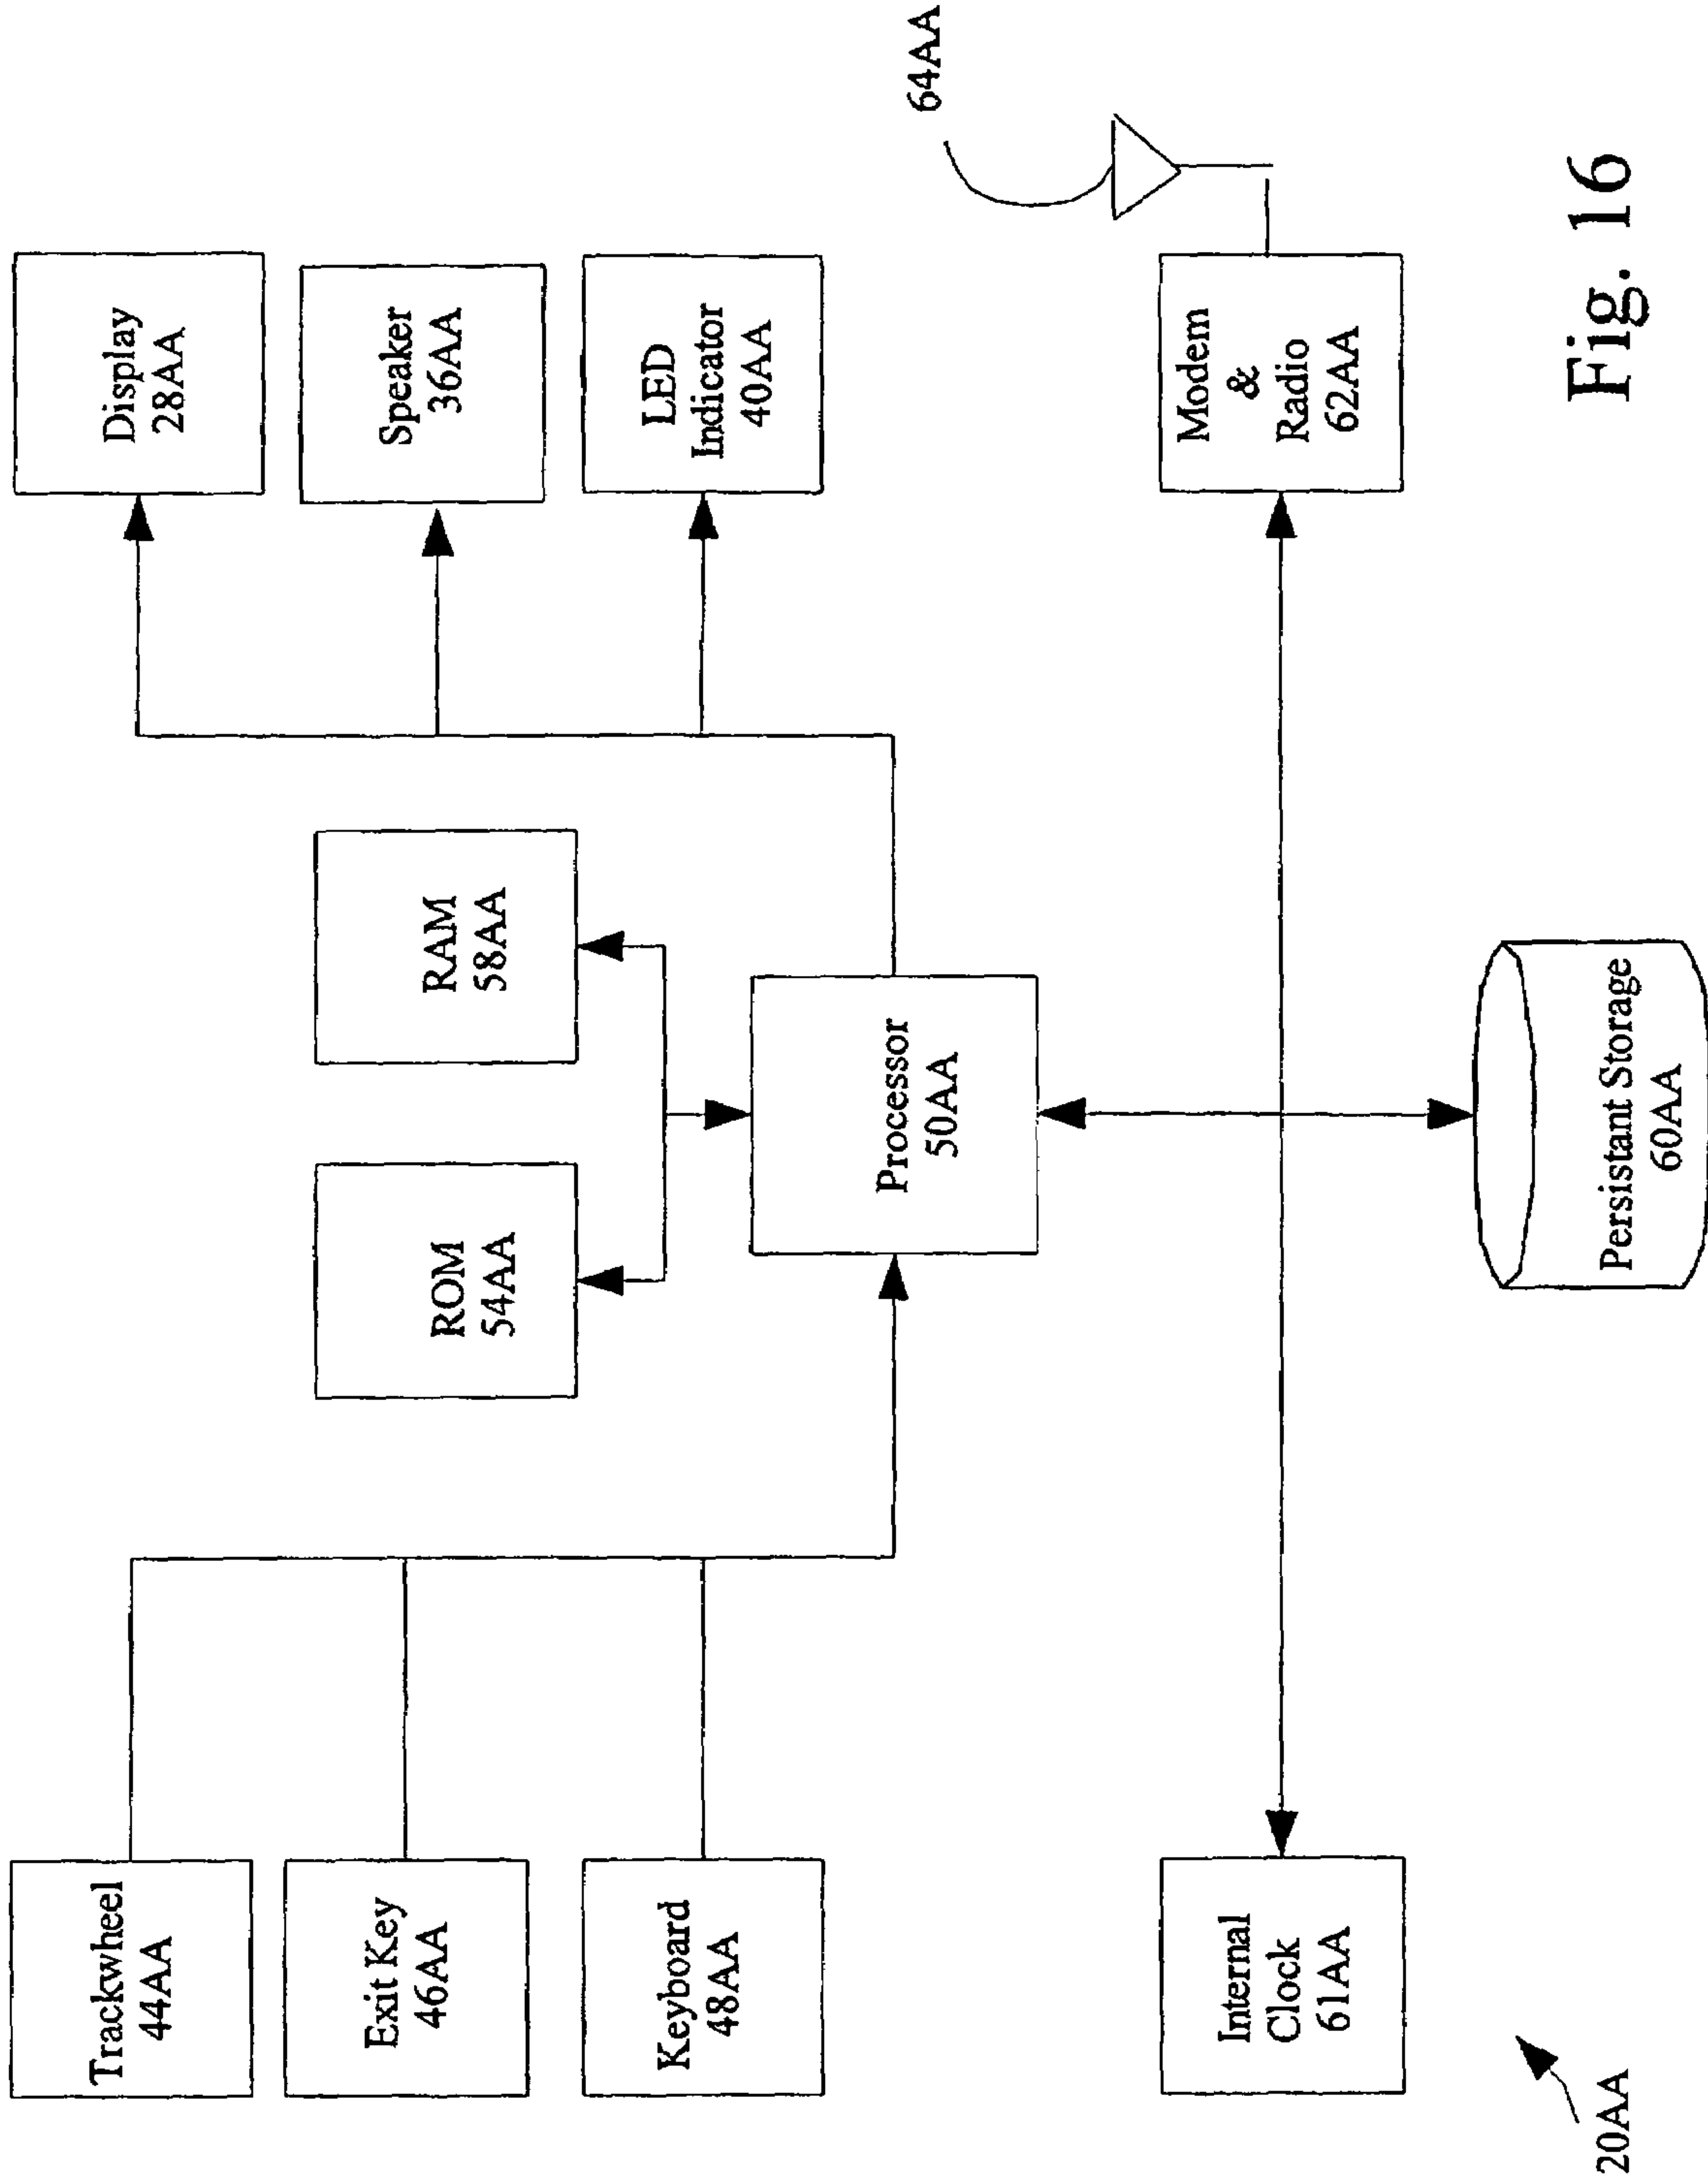 Trackwheel
44AA
Exit Key
46AA
Keyboard
48AA
ROM
54AA
RAM
58AA
Display
28AA
Speaker
36AA
LED
Indicator
40AA
Processor
50AA
64AA
Internal
Clock
61AA
Modem
&
Radio
62AA
Persistant Storage
60AA
20AA
Fig. 16